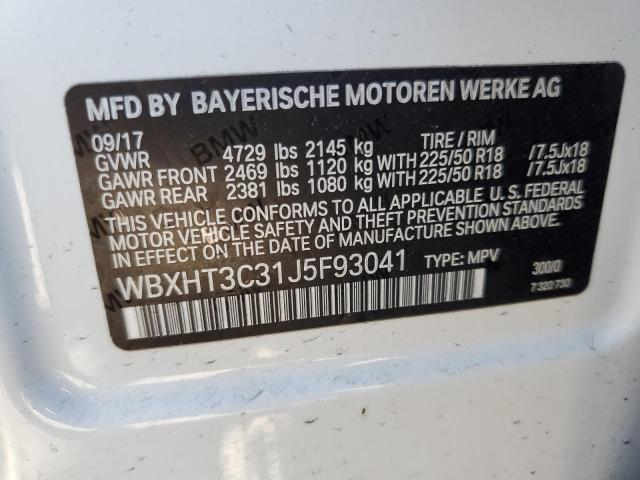 MFD BY BAYERISCHE MOTOREN WERKE AG
09/17 TIRE / RIM
GVWR 4729 lbs 2145 kg
GAWR FRONT 2469 lbs 1120 kg WITH 225/50 R18 /7.5Jx18
GAWR REAR 2381 lbs 1080 kg WITH 225/50 R18 /7.5Jx18
THIS VEHICLE CONFORMS TO ALL APPLICABLE U. S. FEDERAL
MOTOR VEHICLE SAFETY AND THEFT PREVENTION STANDARDS
IN EFFECT ON THE DATE OF MANUFACTURE SHOWN ABOVE.
WBXHT3C31J5F93041 TYPE: MPV 300/0
7 320 730